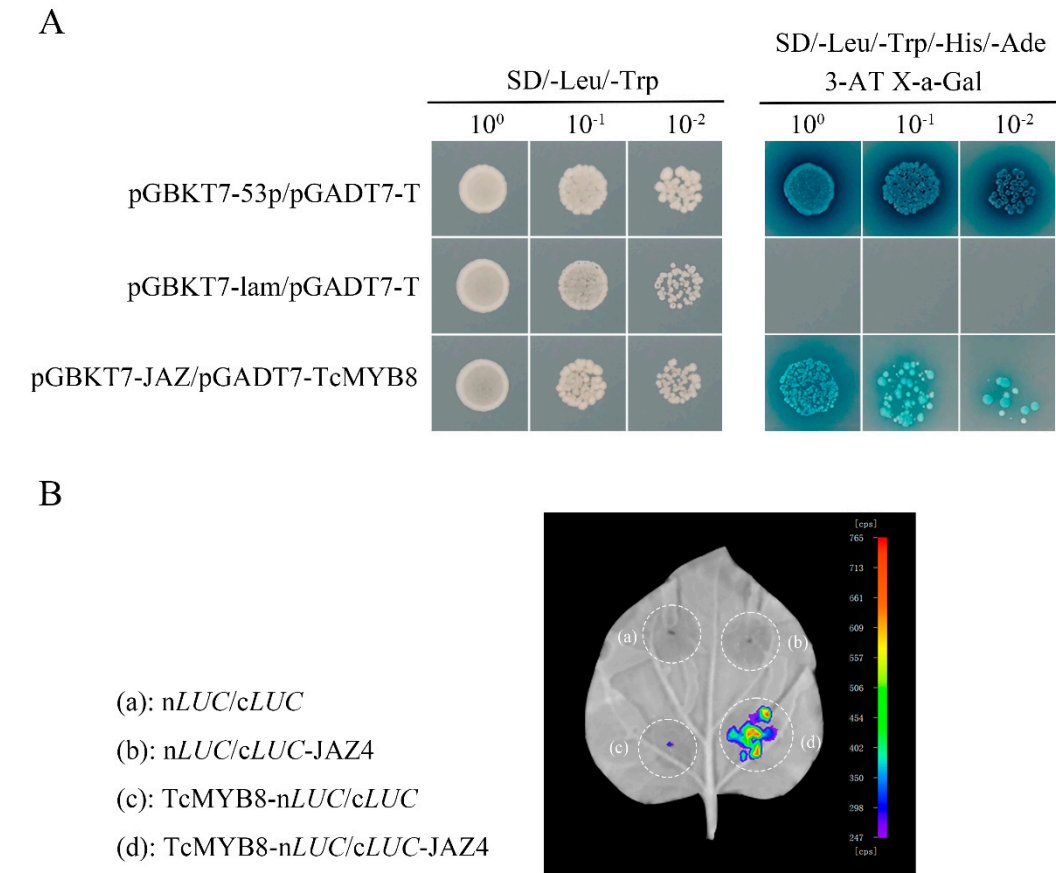 A
SD/-Leu/-Trp
SD/-Leu/-Trp/-His/-Ade
3-AT X-a-Gal
10⁰ 10⁻¹ 10⁻² 10⁰ 10⁻¹ 10⁻²
pGBKT7-53p/pGADT7-T
pGBKT7-lam/pGADT7-T
pGBKT7-JAZ/pGADT7-TcMYB8
B
(a): nLUC/cLUC
(b): nLUC/cLUC-JAZ4
(c): TcMYB8-nLUC/cLUC
(d): TcMYB8-nLUC/cLUC-JAZ4
(a)
(b)
(c)
(d)
[cps]
765
713
661
609
557
506
454
402
350
298
247
[cps]